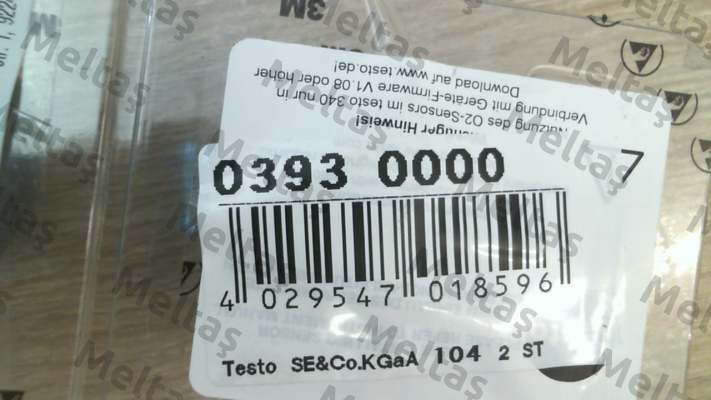 3M
Wichtiger Hinweis!
Nutzung des O2-Sensors im testo 340 nur in
Verbindung mit Geräte-Firmware V1.08 oder höher
Download auf www.testo.de!
7
0393 0000
4 029547 018596
Testo SE&Co.KGaA 104 2 ST
Meltaş